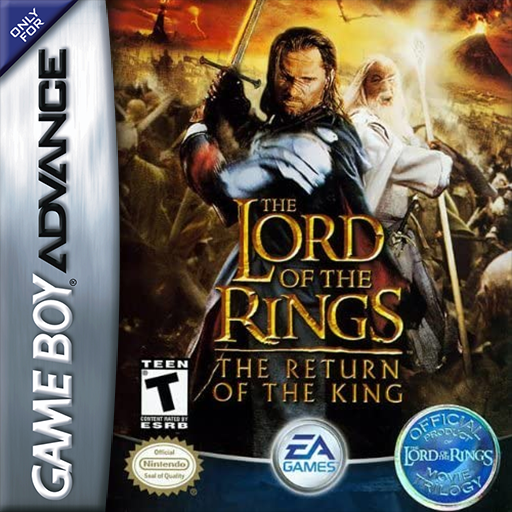 ONLY
FOR
GAME BOY ADVANCE
THE
LORD
OF THE
RINGS
THE RETURN
OF THE KING
TEEN
T
CONTENT RATED BY
ESRB
Official
Nintendo
Seal of Quality
EA
GAMES
OFFICIAL
PRODUCT
OF
LORD OF THE RINGS
MOVIE
TRILOGY